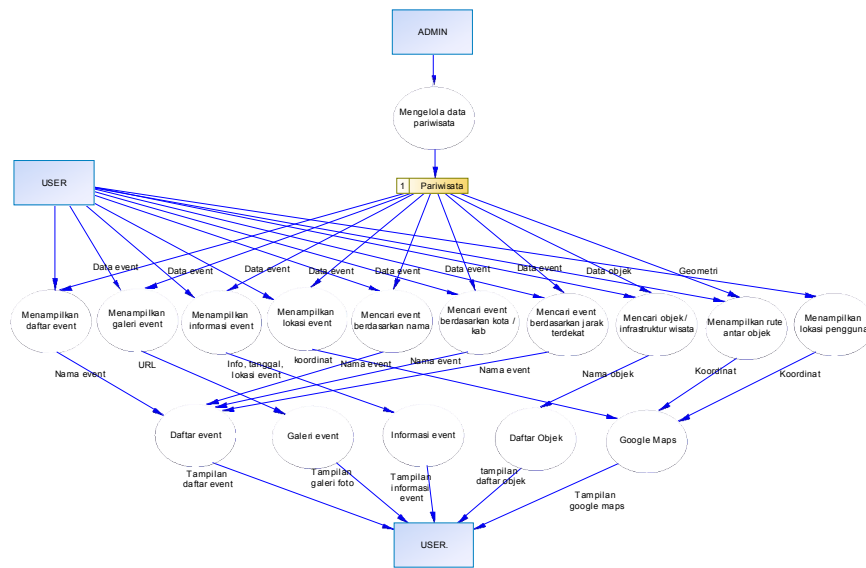 ADMIN
Mengelola data
pariwisata
USER
1 Pariwisata
Data event
Data event
Data event
Data event
Data event
Data event
Data event
Data objek
Geometri
Menampilkan
daftar event
Menampilkan
galeri event
Menampilkan
informasi event
Menampilkan
lokasi event
Mencari event
berdasarkan nama
Mencari event
berdasarkan kota /
kab
Mencari event
berdasarkan jarak
terdekat
Mencari objek/
infrastruktur wisata
Menampilkan rute
antar objek
Menampilkan
lokasi pengguna
Nama event
URL
Info, tanggal,
lokasi event
koordinat
Nama event
Nama event
Nama event
Nama objek
Koordinat
Koordinat
Daftar event
Galeri event
Informasi event
Daftar Objek
Google Maps
Tampilan
daftar event
Tampilan
galeri foto
Tampilan
informasi
event
tampilan
daftar objek
Tampilan
google maps
USER.